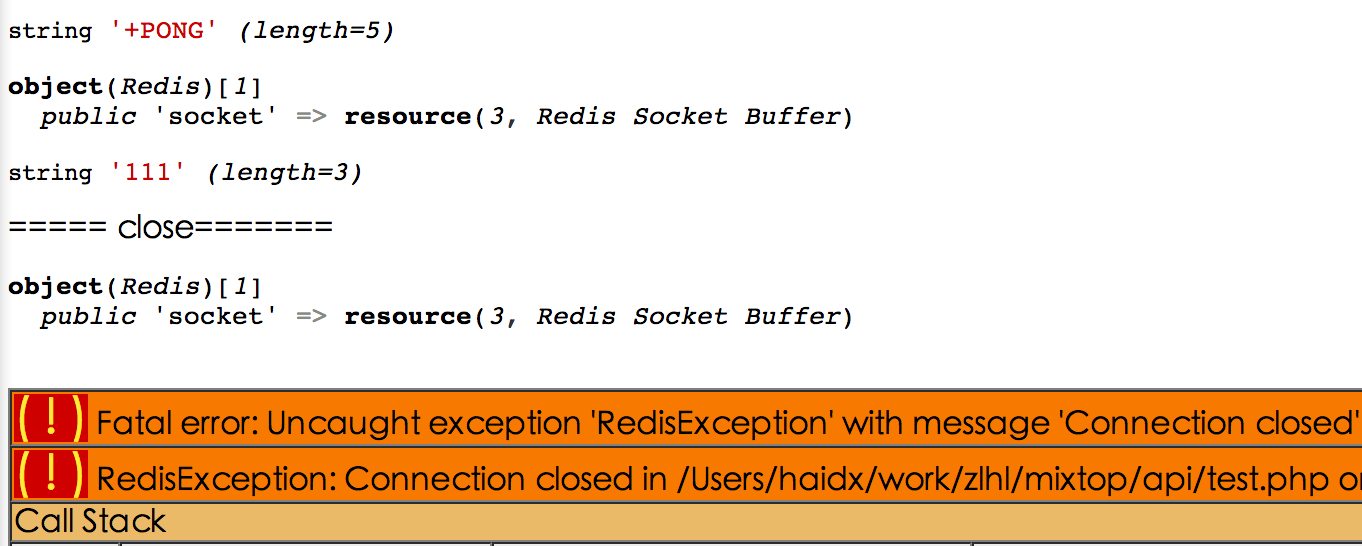 string '+PONG' (length=5)
object(Redis)[1]
public 'socket' => resource(3, Redis Socket Buffer)
string '111' (length=3)
===== close=======
object(Redis)[1]
public 'socket' => resource(3, Redis Socket Buffer)
(!) Fatal error: Uncaught exception 'RedisException' with message 'Connection closed'
(!) RedisException: Connection closed in /Users/haidx/work/zlhl/mixtop/api/test.php
Call Stack